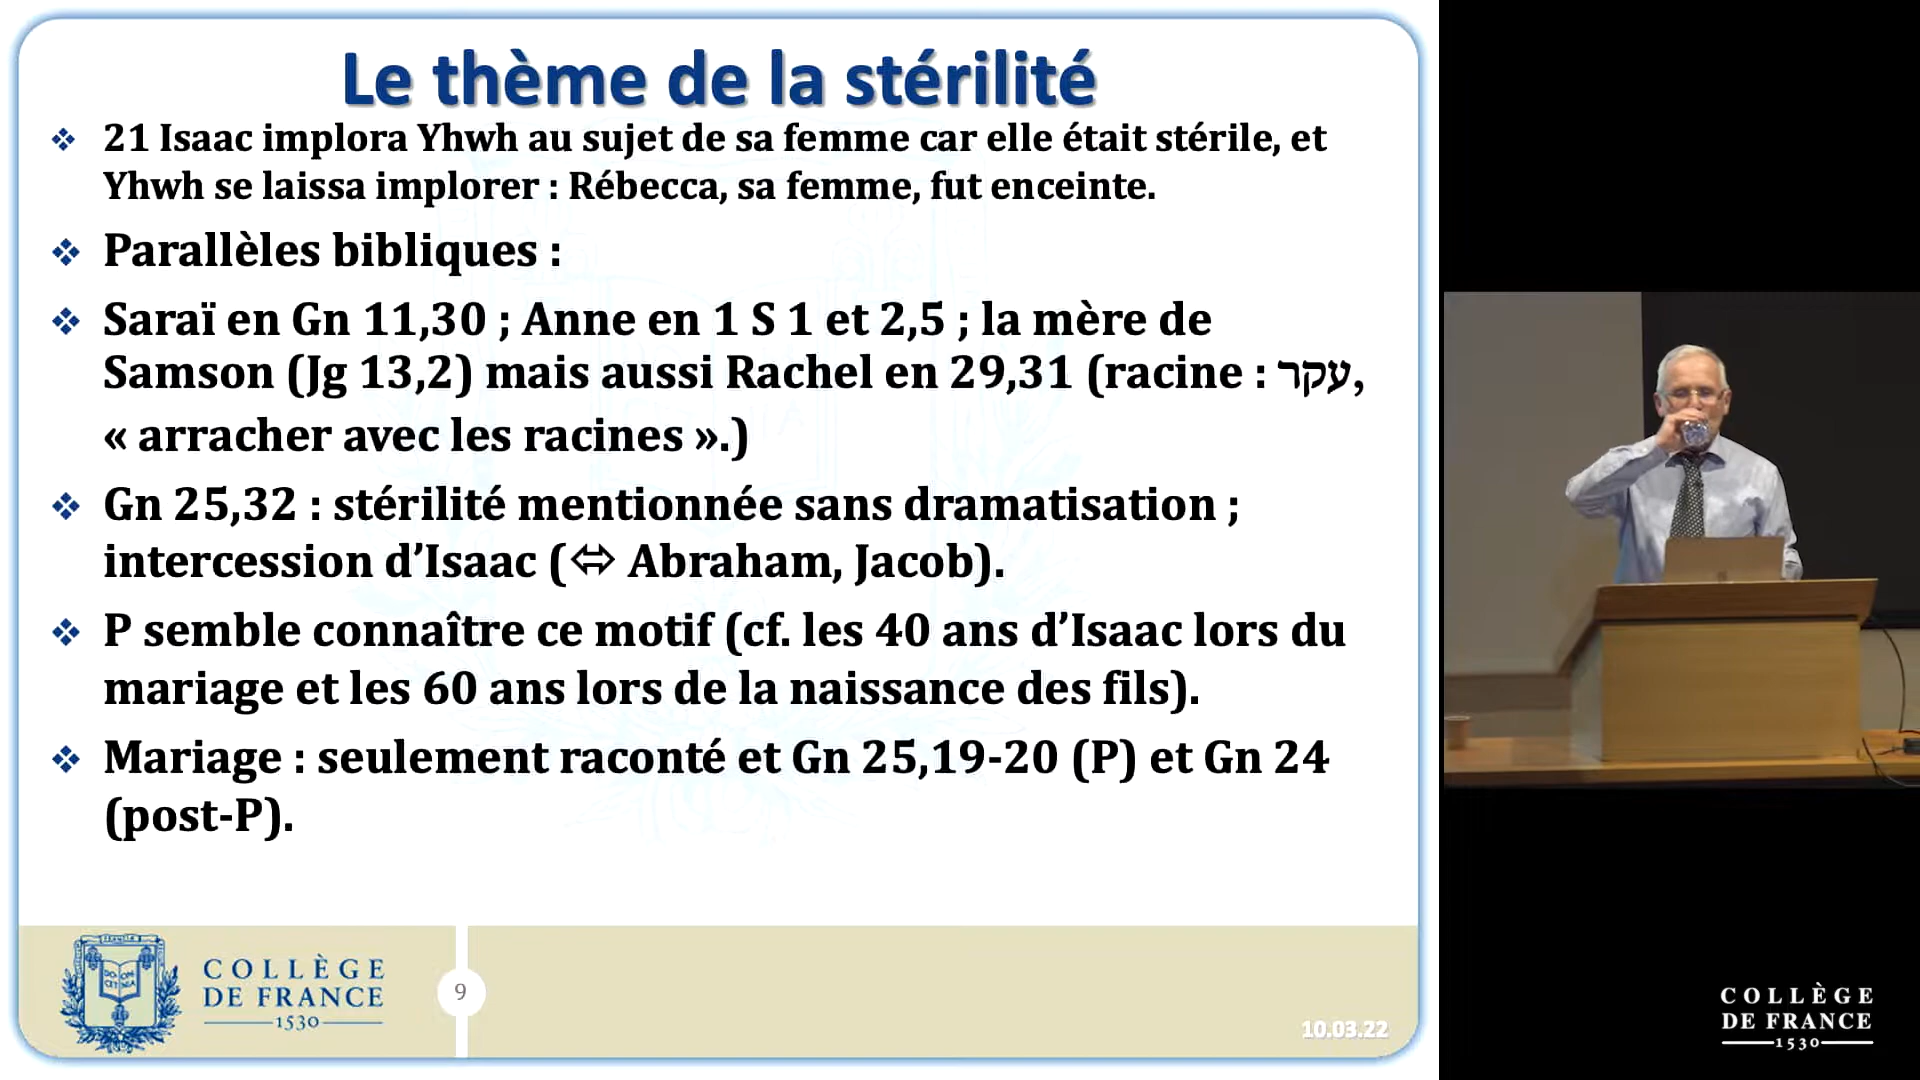 Le thème de la stérilité
❖ 21 Isaac implora Yhwh au sujet de sa femme car elle était stérile, et
Yhwh se laissa implorer : Rébecca, sa femme, fut enceinte.
❖ Parallèles bibliques :
❖ Saraï en Gn 11,30 ; Anne en 1 S 1 et 2,5 ; la mère de
Samson (Jg 13,2) mais aussi Rachel en 29,31 (racine : עקר,
« arracher avec les racines ».)
❖ Gn 25,32 : stérilité mentionnée sans dramatisation ;
intercession d’Isaac (⇔ Abraham, Jacob).
❖ P semble connaître ce motif (cf. les 40 ans d’Isaac lors du
mariage et les 60 ans lors de la naissance des fils).
❖ Mariage : seulement raconté et Gn 25,19-20 (P) et Gn 24
(post-P).
COLLÈGE
DE FRANCE
1530
9
10.03.22
COLLÈGE
DE FRANCE
1530